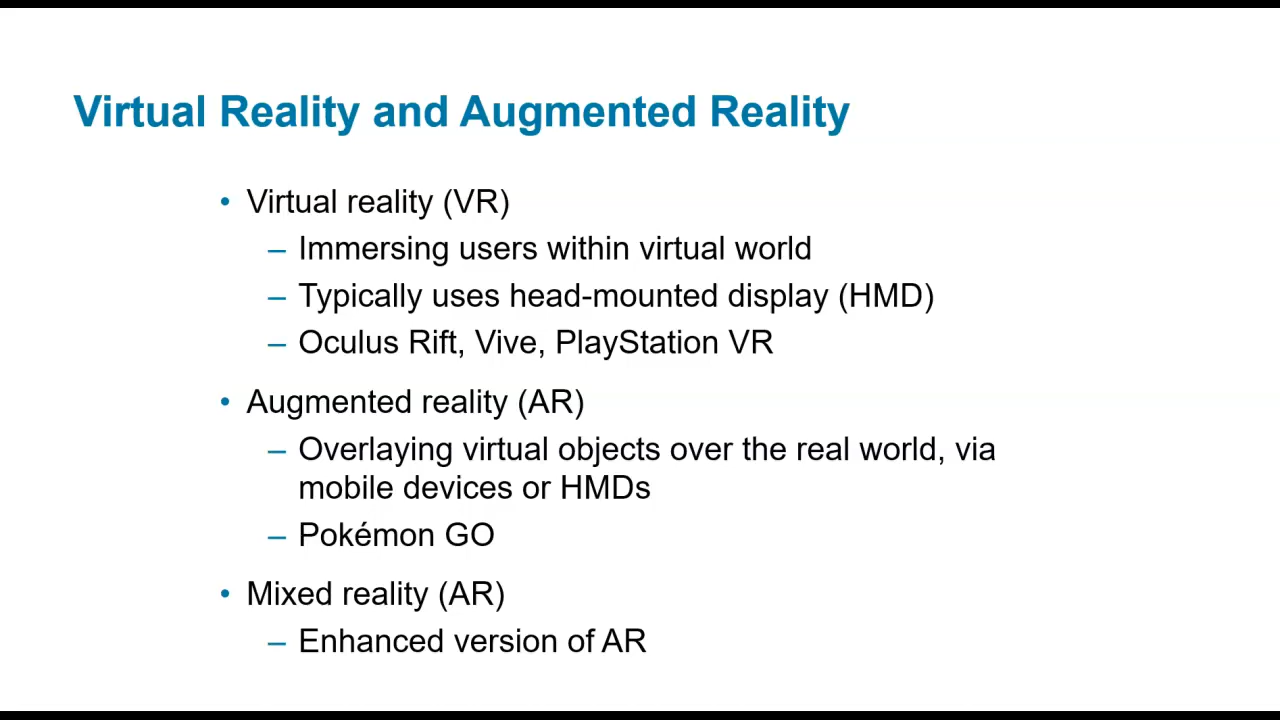 Virtual Reality and Augmented Reality
• Virtual reality (VR)
– Immersing users within virtual world
– Typically uses head-mounted display (HMD)
– Oculus Rift, Vive, PlayStation VR
• Augmented reality (AR)
– Overlaying virtual objects over the real world, via
mobile devices or HMDs
– Pokémon GO
• Mixed reality (AR)
– Enhanced version of AR